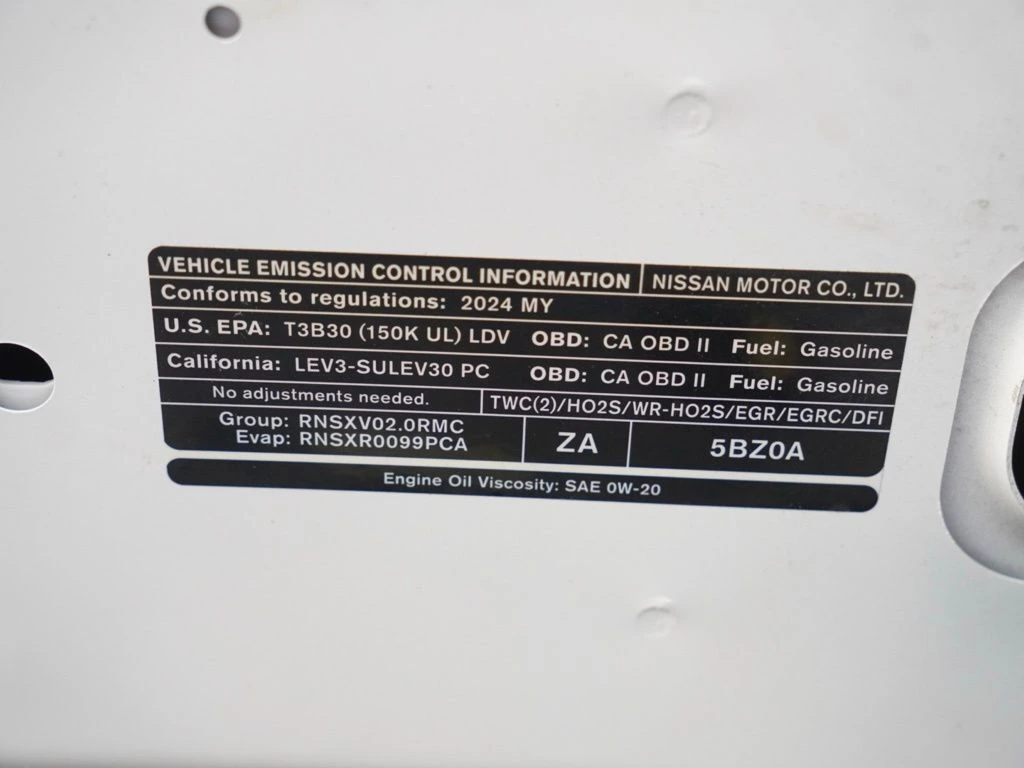 VEHICLE EMISSION CONTROL INFORMATION NISSAN MOTOR CO., LTD.
Conforms to regulations: 2024 MY
U.S. EPA: T3B30 (150K UL) LDV OBD: CA OBD II Fuel: Gasoline
California: LEV3-SULEV30 PC OBD: CA OBD II Fuel: Gasoline
No adjustments needed. TWC(2)/HO2S/WR-HO2S/EGR/EGRC/DFI
Group: RNSXV02.0RMC
Evap: RNSXR0099PCA
ZA 5BZ0A
Engine Oil Viscosity: SAE 0W-20